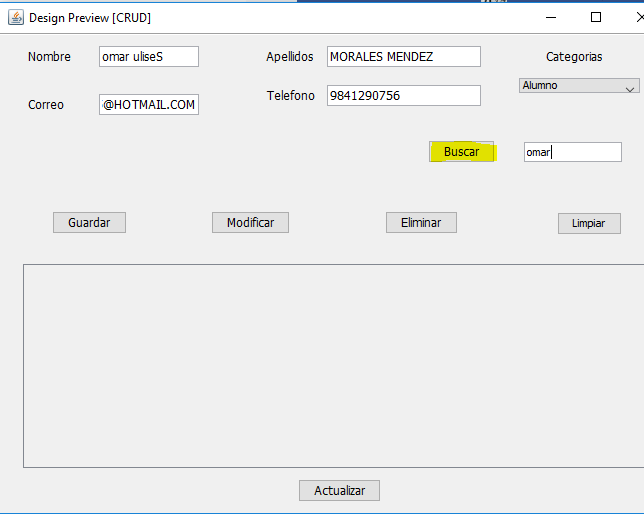 Design Preview [CRUD]
Nombre omar uliseS Apellidos MORALES MENDEZ Categorias
Alumno
Correo @HOTMAIL.COM Telefono 9841290756
Buscar omar
Guardar Modificar Eliminar Limpiar
Actualizar